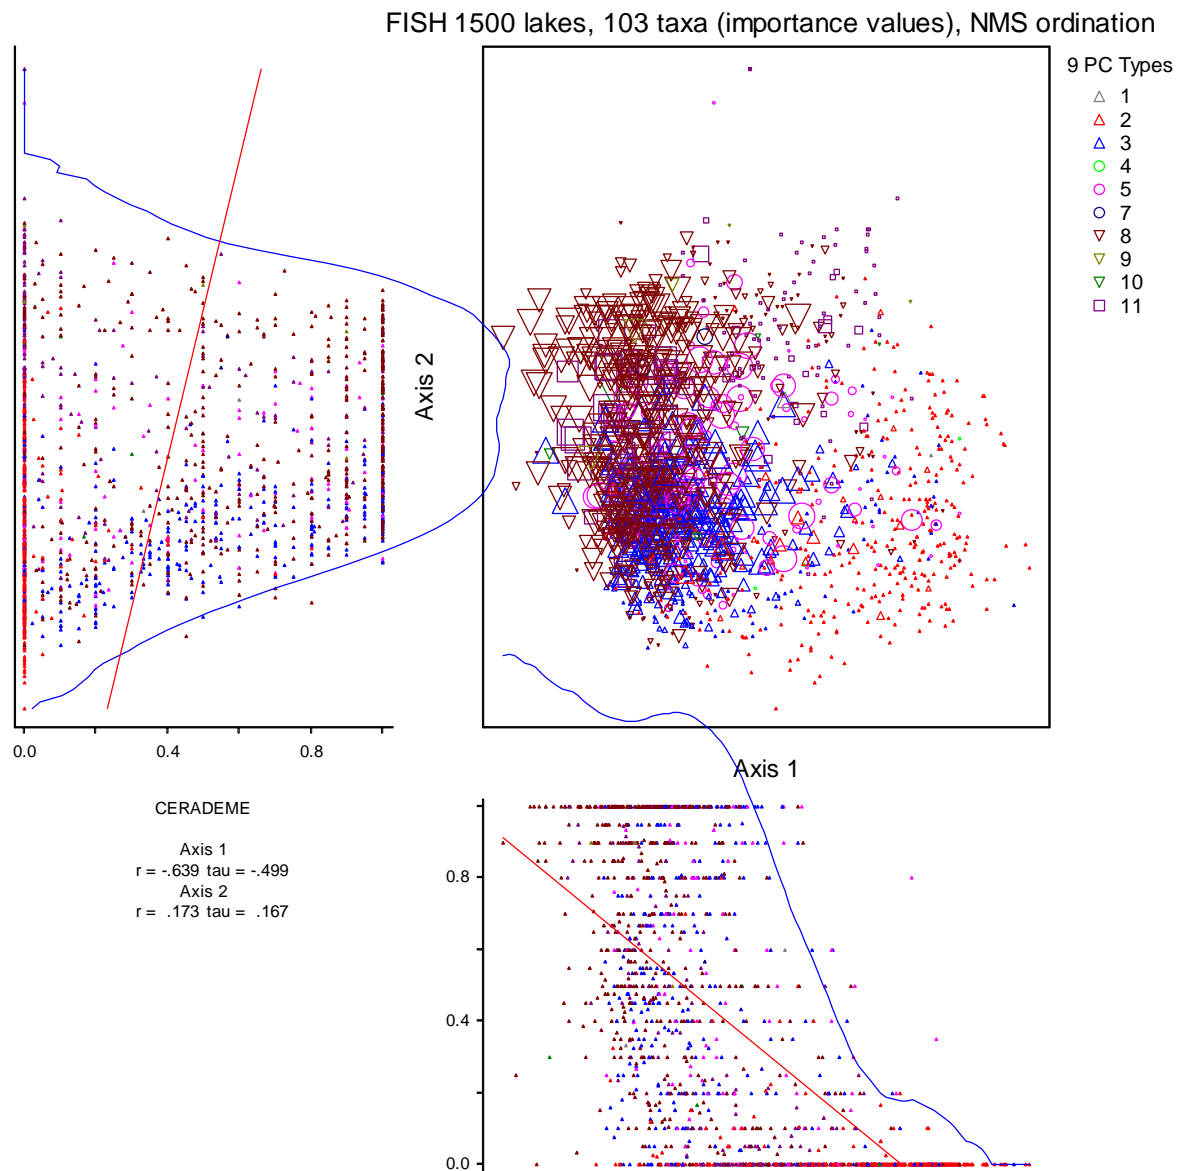 FISH 1500 lakes, 103 taxa (importance values), NMS ordination
9 PC Types
1
2
3
4
5
7
8
9
10
11
Axis 2
0.0 0.4 0.8
Axis 1
CERADEME
Axis 1
r = -.639 tau = -.499
Axis 2
r = .173 tau = .167
0.8
0.4
0.0